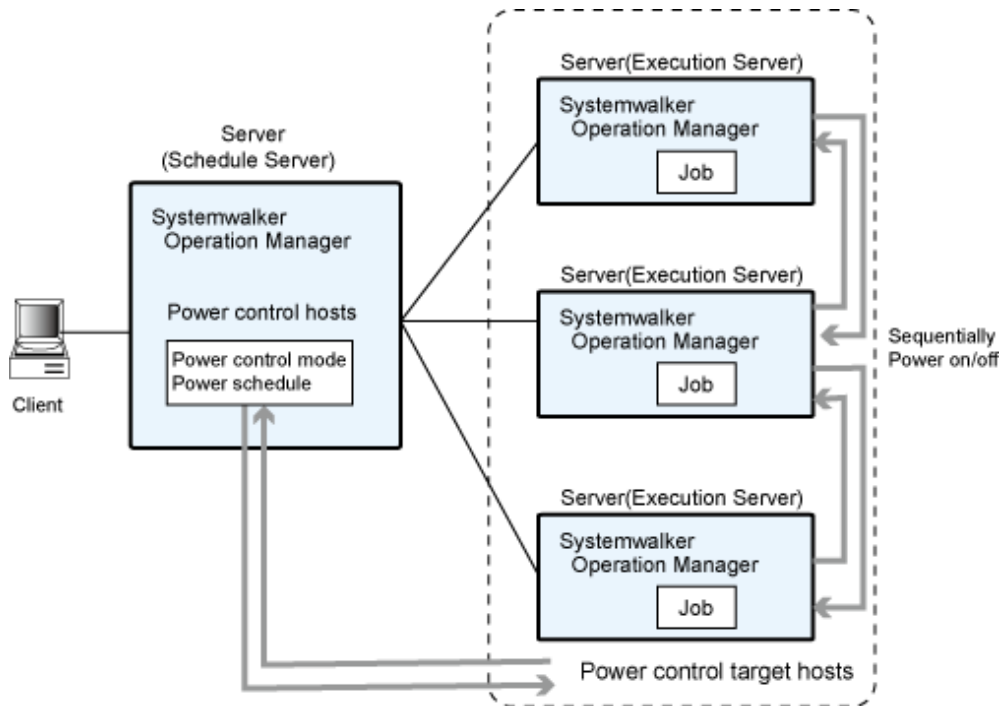 Client
Server
(Schedule Server)
Systemwalker
Operation Manager
Power control hosts
Power control mode
Power schedule
Server(Execution Server)
Systemwalker
Operation Manager
Job
Server(Execution Server)
Systemwalker
Operation Manager
Job
Server(Execution Server)
Systemwalker
Operation Manager
Job
Sequentially
Power on/off
Power control target hosts